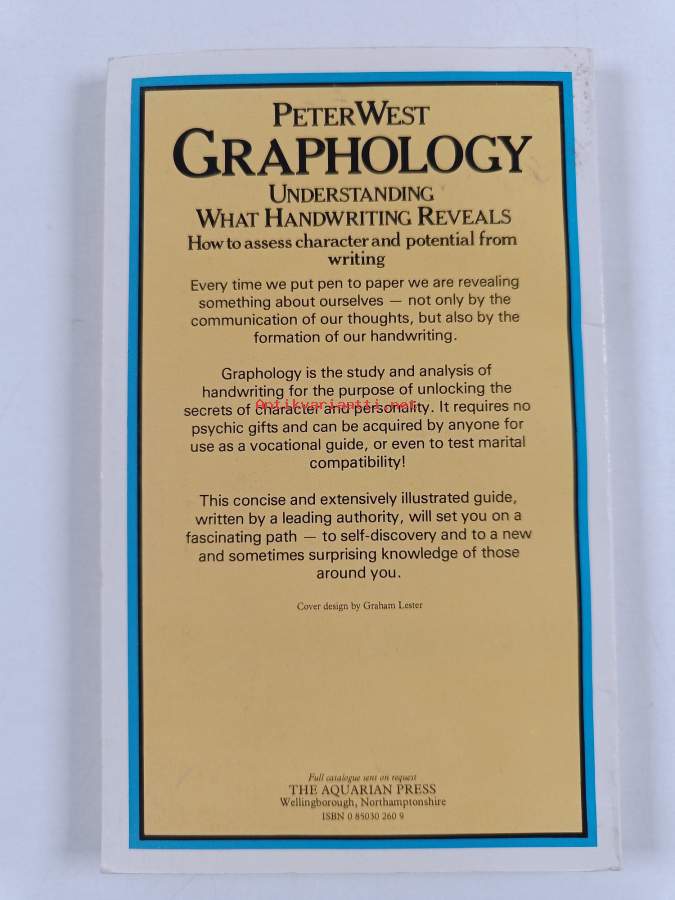 PETER WEST
GRAPHOLOGY
UNDERSTANDING
WHAT HANDWRITING REVEALS
How to assess character and potential from
writing
Every time we put pen to paper we are revealing
something about ourselves — not only by the
communication of our thoughts, but also by the
formation of our handwriting.
Graphology is the study and analysis of
handwriting for the purpose of unlocking the
secrets of character and personality. It requires no
Antikvariantti.net
psychic gifts and can be acquired by anyone for
use as a vocational guide, or even to test marital
compatibility!
This concise and extensively illustrated guide,
written by a leading authority, will set you on a
fascinating path — to self-discovery and to a new
and sometimes surprising knowledge of those
around you.
Cover design by Graham Lester
Full catalogue sent on request
THE AQUARIAN PRESS
Wellingborough, Northamptonshire
ISBN 0 85030 260 9